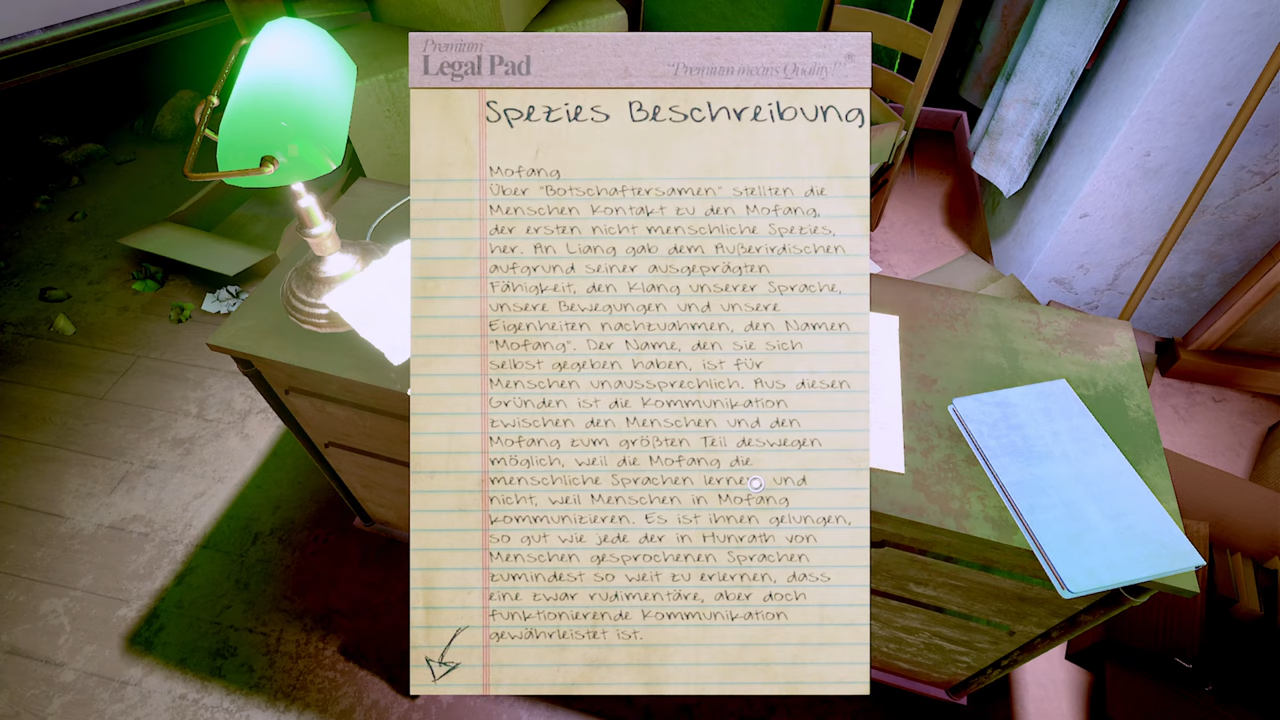 Premium
Legal Pad
"Premium means Quality!"®
Spezies Beschreibung
Mofang
Über "Botschaftersamen" stellten die
Menschen Kontakt zu den Mofang,
der ersten nicht menschliche Spezies,
her. An Liang gab dem Außerirdischen
aufgrund seiner ausgeprägten
Fähigkeit, den Klang unserer Sprache,
unsere Bewegungen und unsere
Eigenheiten nachzuahmen, den Namen
"Mofang". Der Name, den sie sich
selbst gegeben haben, ist für
Menschen unaussprechlich. Aus diesen
Gründen ist die Kommunikation
zwischen den Menschen und den
Mofang zum größten Teil deswegen
möglich, weil die Mofang die
menschliche Sprachen lernen und
nicht, weil Menschen in Mofang
kommunizieren. Es ist ihnen gelungen,
so gut wie jede der in Hunrath von
Menschen gesprochenen Sprachen
zumindest so weit zu erlernen, dass
eine zwar rudimentäre, aber doch
funktionierende Kommunikation
gewährleistet ist.